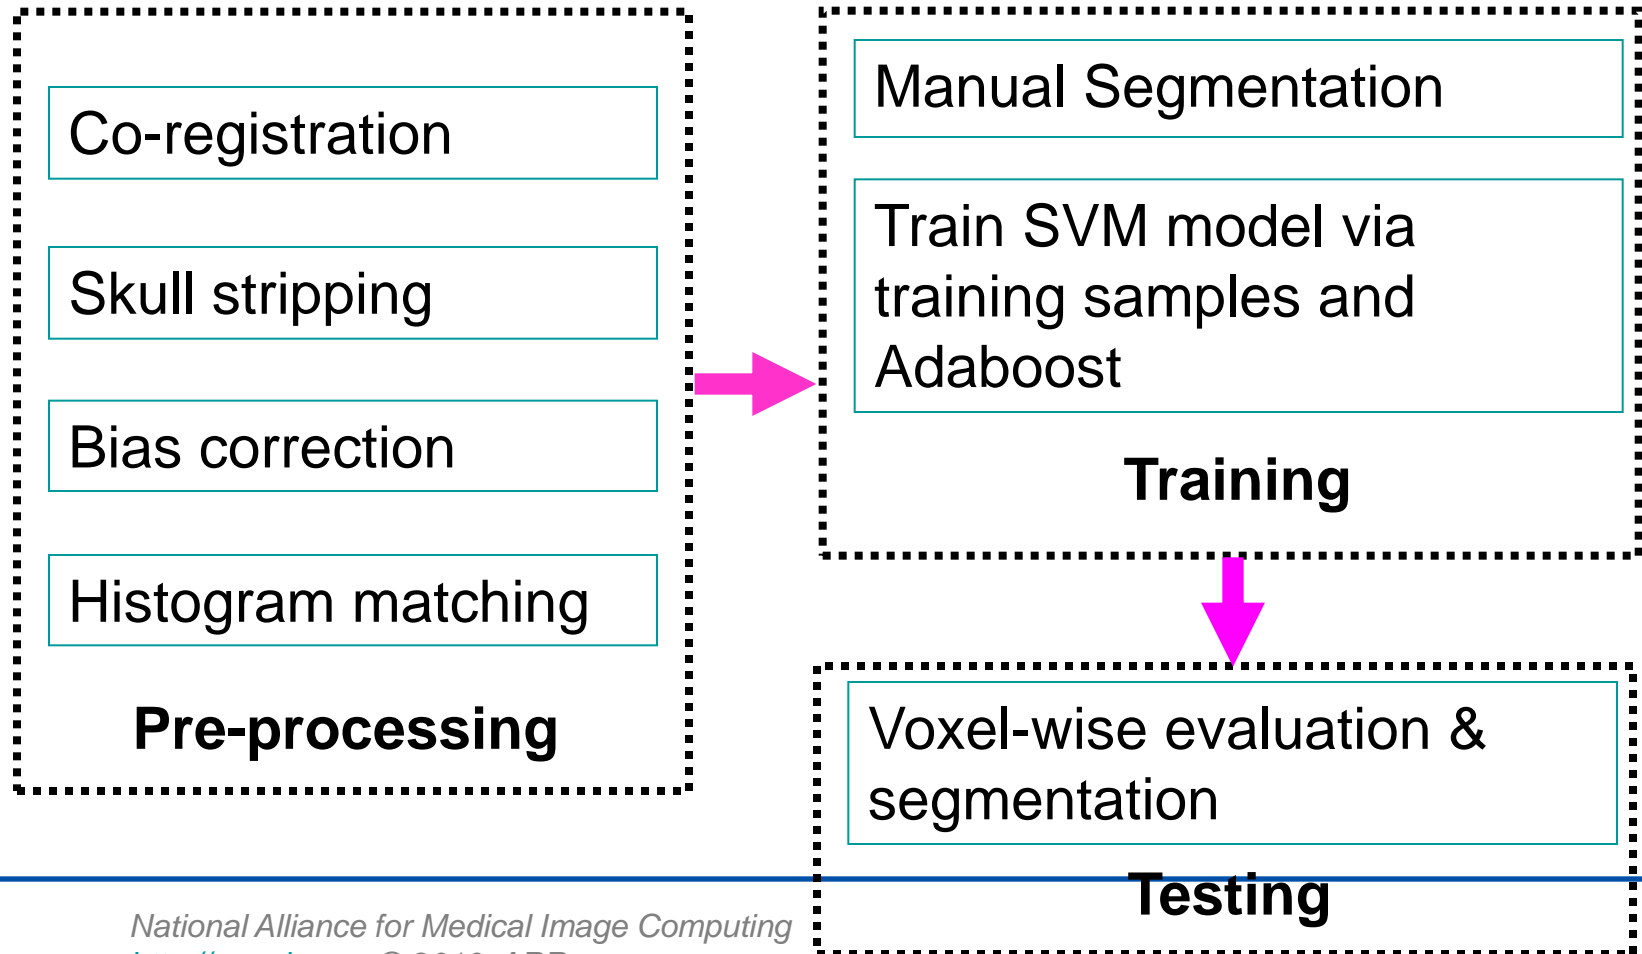 Co-registration
Skull stripping
Bias correction
Histogram matching
Pre-processing
Manual Segmentation
Train SVM model via
training samples and
Adaboost
Training
Voxel-wise evaluation &
segmentation
Testing
National Alliance for Medical Image Computing